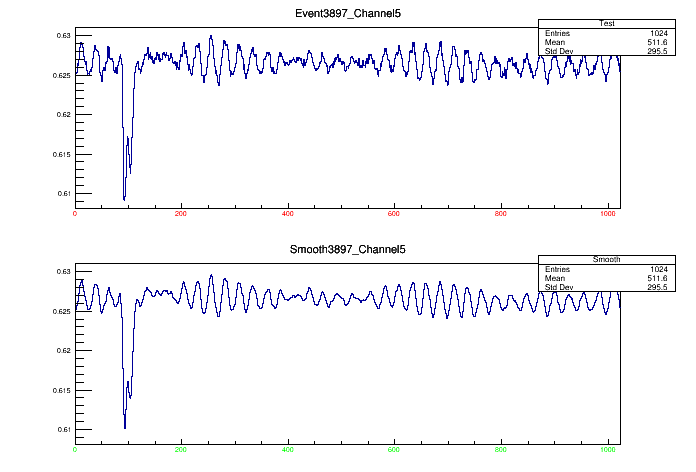 Event3897_Channel5
Test
Entries 1024
Mean 511.6
Std Dev 295.5
0.63
0.625
0.62
0.615
0.61
0 200 400 600 800 1000
Smooth3897_Channel5
Smooth
Entries 1024
Mean 511.6
Std Dev 295.5
0.63
0.625
0.62
0.615
0.61
0 200 400 600 800 1000